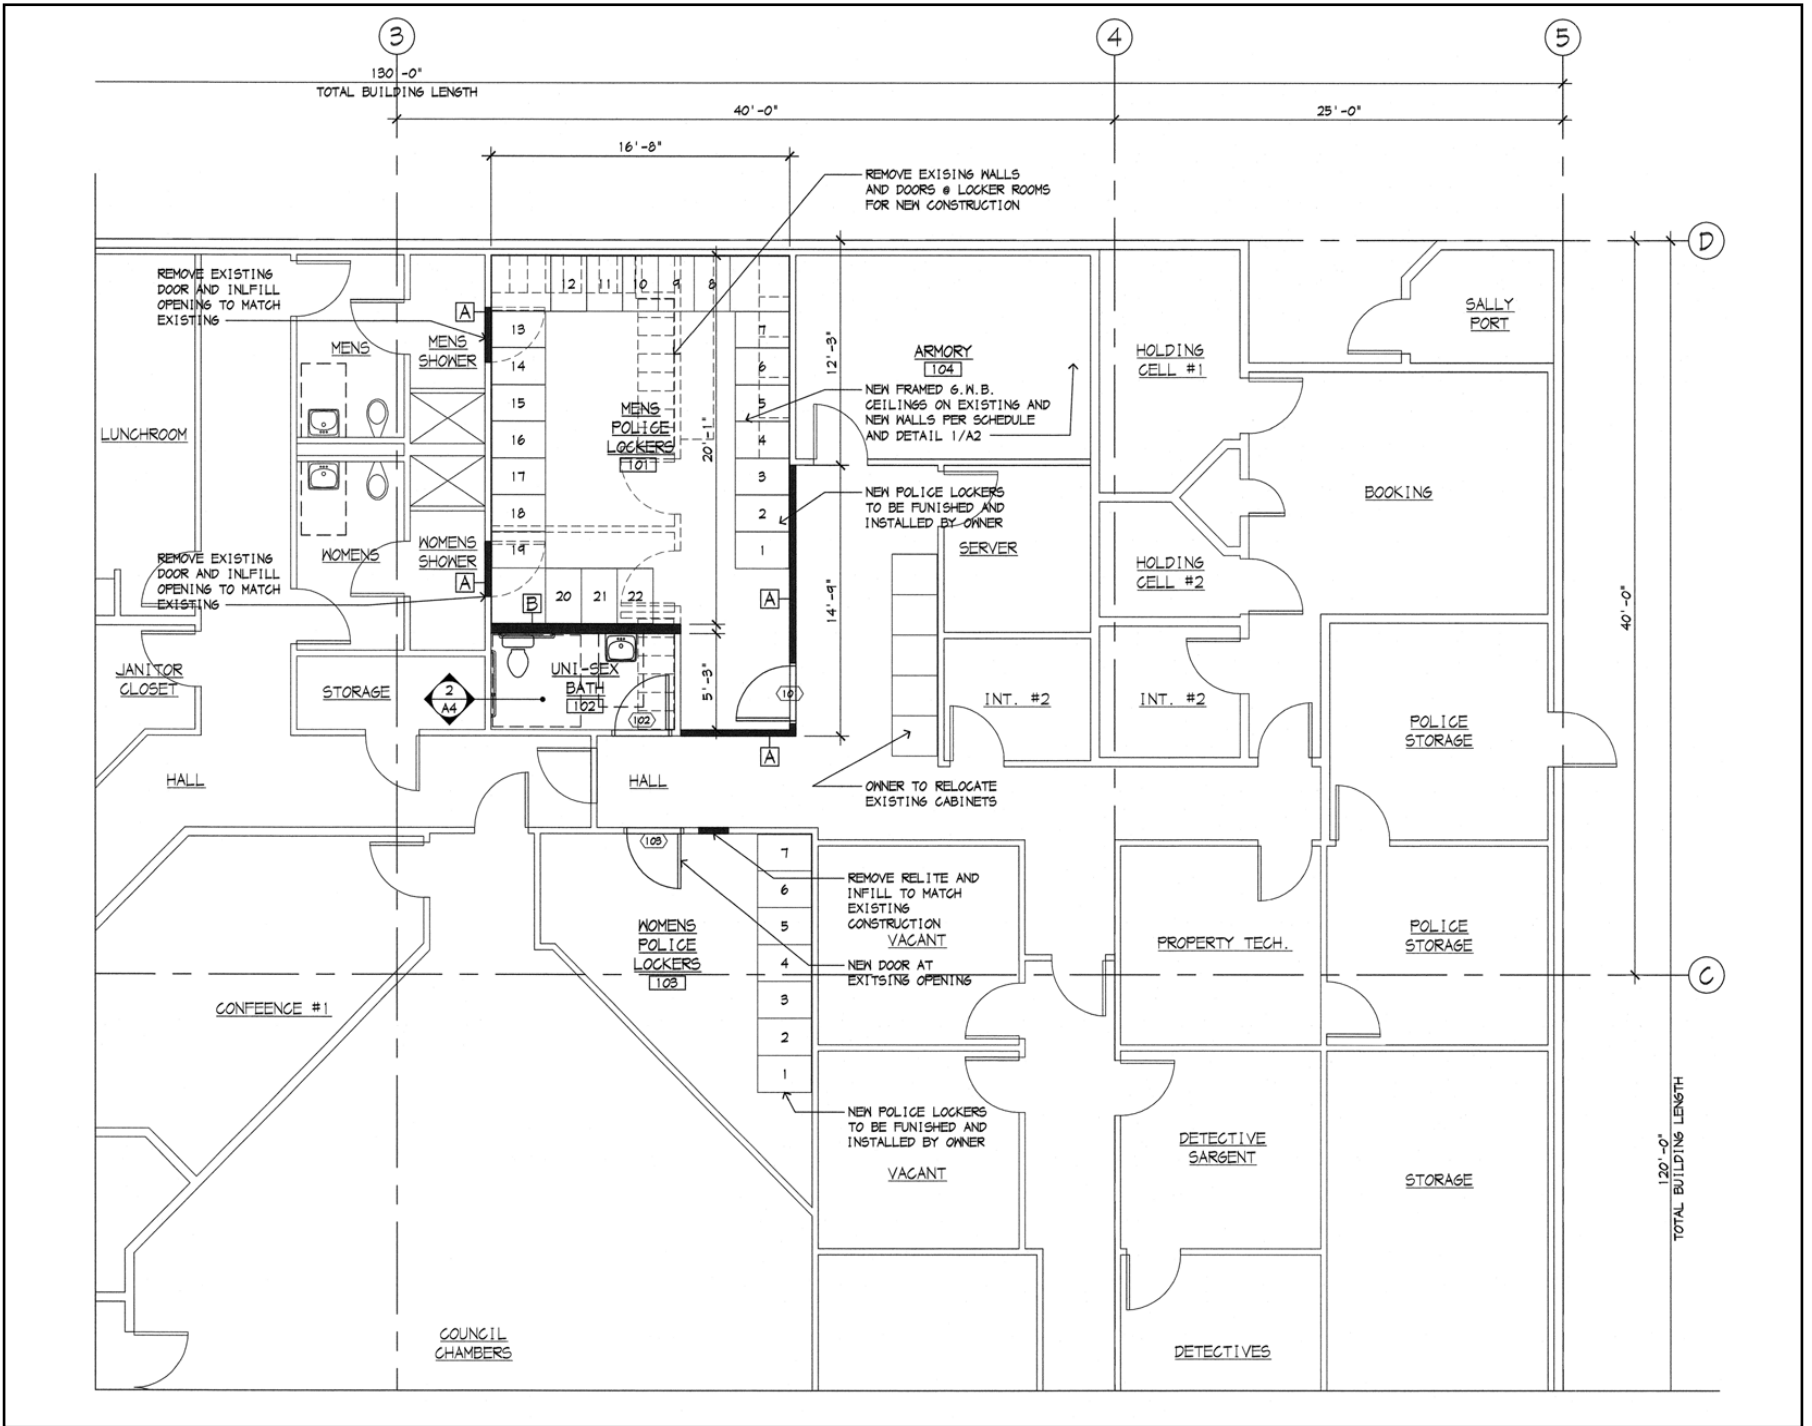 3
4
5
130'-0"
TOTAL BUILDING LENGTH
40'-0"
25'-0"
16'-8"
REMOVE EXISING WALLS
AND DOORS @ LOCKER ROOMS
FOR NEW CONSTRUCTION
D
REMOVE EXISTING
DOOR AND INLFILL
OPENING TO MATCH
EXISTING
A
12
11
10
9
8
13
14
15
16
17
18
19
20
21
22
7
6
5
4
3
2
1
MENS
MENS
SHOWER
LUNCHROOM
MENS
POLICE
LOCKERS
101
20'-1"
12'-3"
ARMORY
104
NEW FRAMED G.W.B.
CEILINGS ON EXISTING AND
NEW WALLS PER SCHEDULE
AND DETAIL 1/A2
HOLDING
CELL #1
SALLY
PORT
BOOKING
NEW POLICE LOCKERS
TO BE FUNISHED AND
INSTALLED BY OWNER
SERVER
HOLDING
CELL #2
WOMENS
WOMENS
SHOWER
REMOVE EXISTING
DOOR AND INLFILL
OPENING TO MATCH
EXISTING
A
B
A
14'-9"
40'-0"
JANITOR
CLOSET
STORAGE
2
A4
UNI-SEX
BATH
102
102
5'-3"
10
A
INT. #2
INT. #2
POLICE
STORAGE
HALL
HALL
OWNER TO RELOCATE
EXISTING CABINETS
103
7
6
5
4
3
2
1
REMOVE RELITE AND
INFILL TO MATCH
EXISTING
CONSTRUCTION
VACANT
NEW DOOR AT
EXITSING OPENING
WOMENS
POLICE
LOCKERS
103
PROPERTY TECH.
POLICE
STORAGE
C
CONFEENCE #1
NEW POLICE LOCKERS
TO BE FUNISHED AND
INSTALLED BY OWNER
VACANT
DETECTIVE
SARGENT
STORAGE
120'-0"
TOTAL BUILDING LENGTH
COUNCIL
CHAMBERS
DETECTIVES